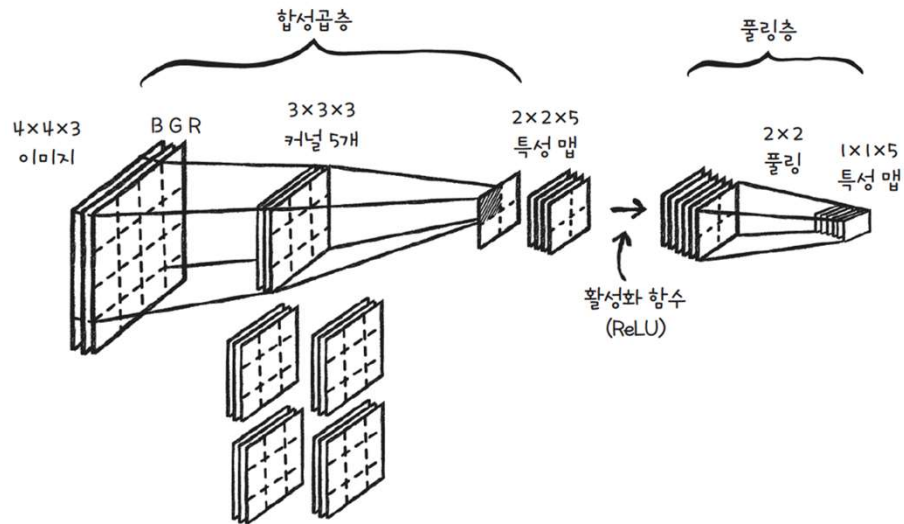 합성곱층
풀링층
4×4×3
이미지
B G R
3×3×3
커널 5개
2×2×5
특성 맵
2×2
풀링
1×1×5
특성 맵
활성화 함수
(ReLU)